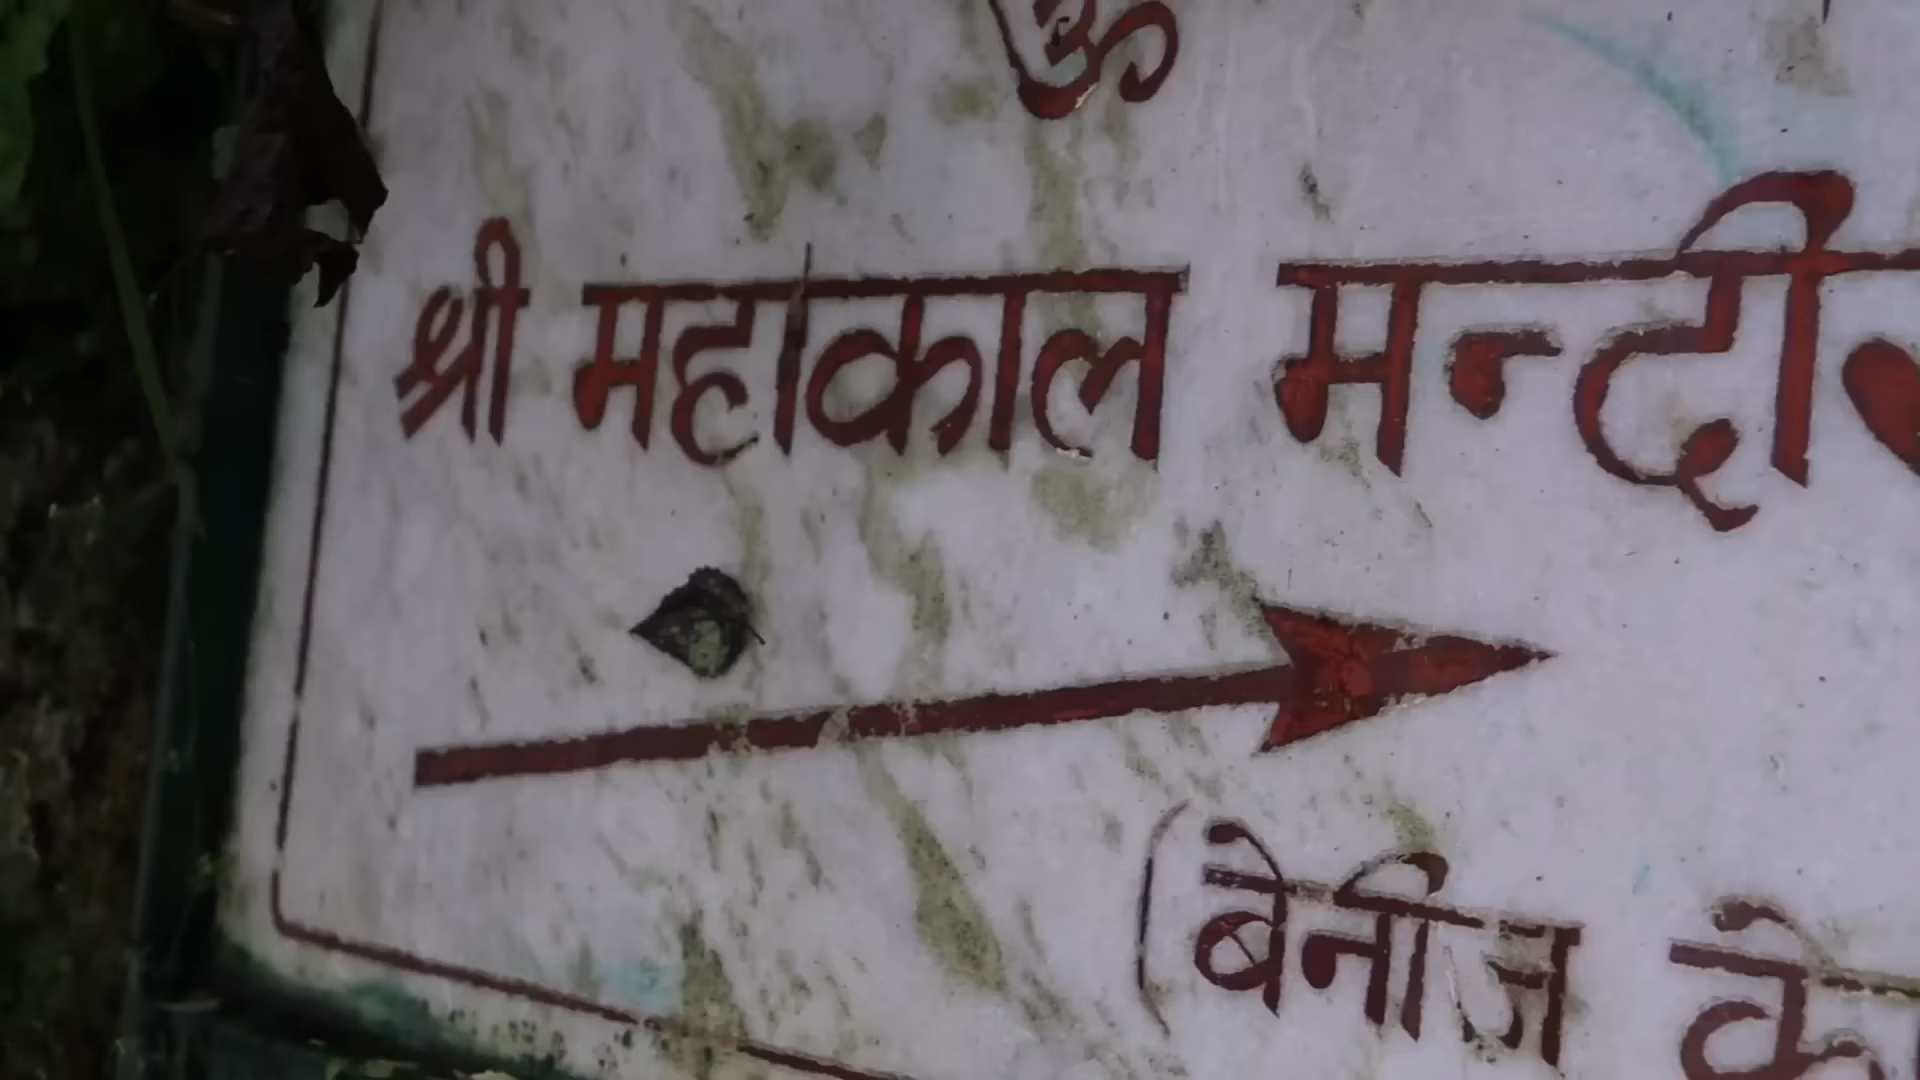 ॐ
श्री महाकाल मन्दीर
(बेनीज के